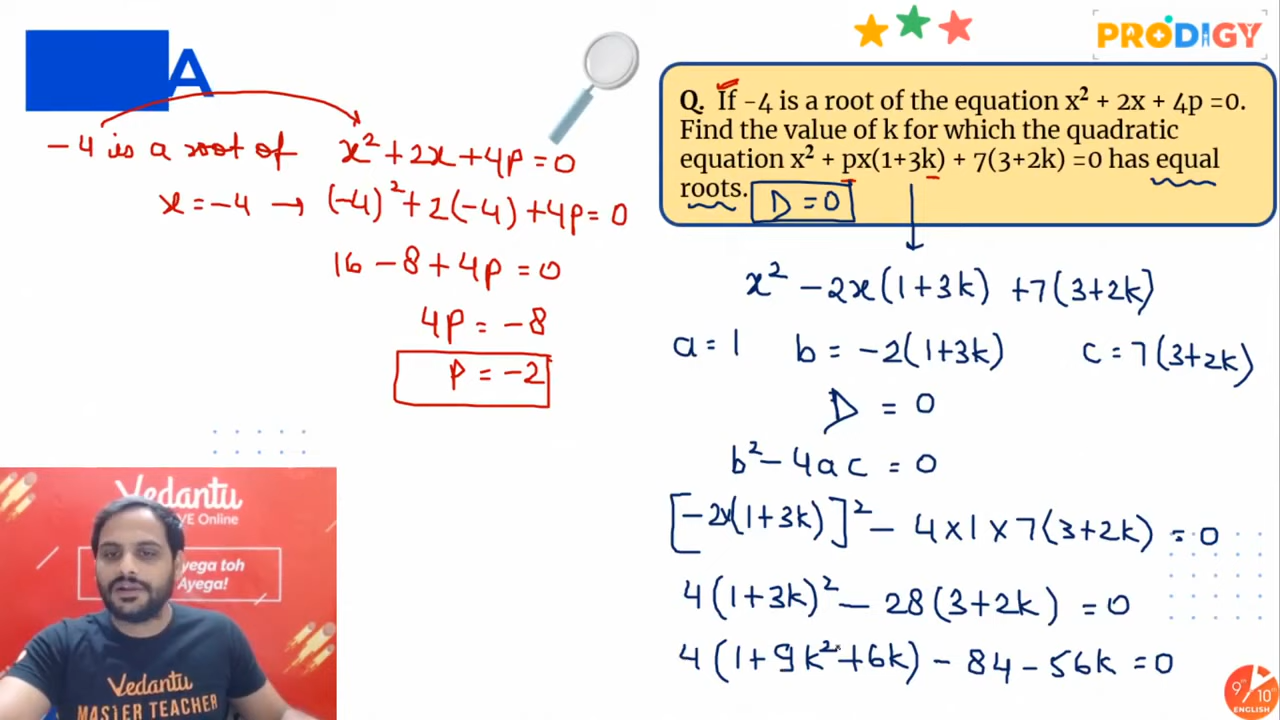 A
PRODIGY
Q. If -4 is a root of the equation x² + 2x + 4p =0.
Find the value of k for which the quadratic
equation x² + px(1+3k) + 7(3+2k) =0 has equal
roots. D = 0
-4 is a root of x² + 2x + 4p = 0
x = -4 → (-4)² + 2(-4) + 4p = 0
16 - 8 + 4p = 0
4p = -8
p = -2
x² - 2x(1+3k) + 7(3+2k)
a = 1 b = -2(1+3k) c = 7(3+2k)
D = 0
b² - 4ac = 0
[-2x(1+3k)]² - 4×1×7(3+2k) = 0
4(1+3k)² - 28(3+2k) = 0
4(1+9k²+6k) - 84 - 56k = 0
Vedantu
VE Online
yega toh
Ayega!
Vedantu
MASTER TEACHER
9th 10th
ENGLISH